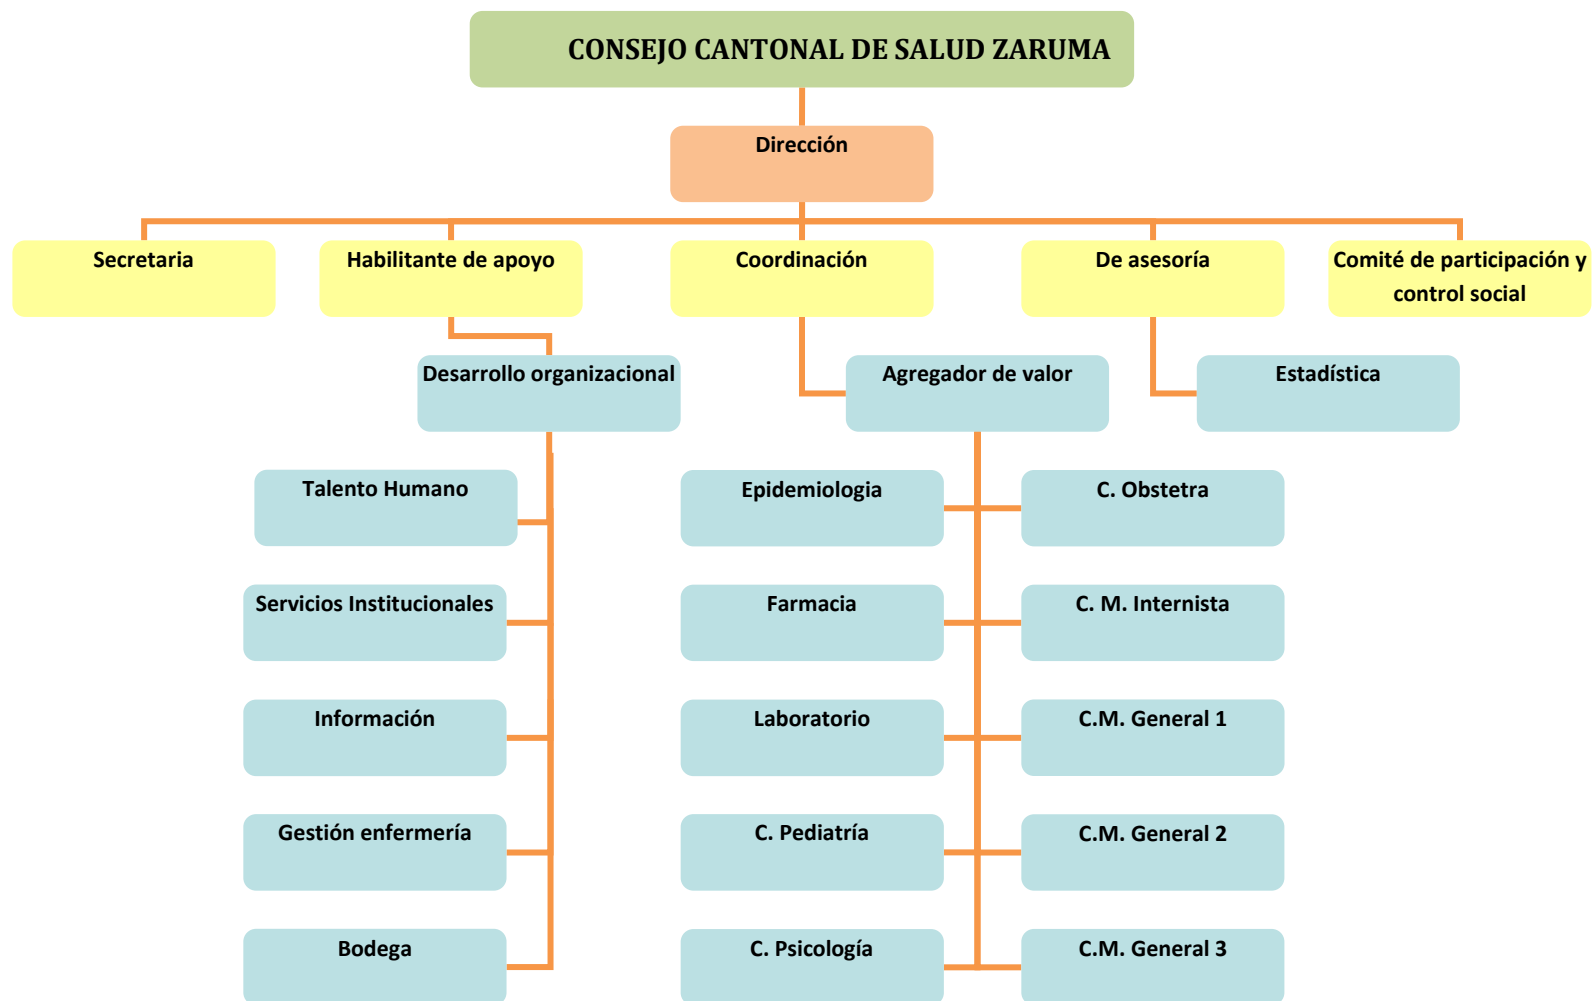 CONSEJO CANTONAL DE SALUD ZARUMA
Dirección
Secretaria
Habilitante de apoyo
Coordinación
De asesoría
Comité de participación y
control social
Desarrollo organizacional
Agregador de valor
Estadística
Talento Humano
Epidemiologia
C. Obstetra
Servicios Institucionales
Farmacia
C. M. Internista
Información
Laboratorio
C.M. General 1
Gestión enfermería
C. Pediatría
C.M. General 2
Bodega
C. Psicología
C.M. General 3